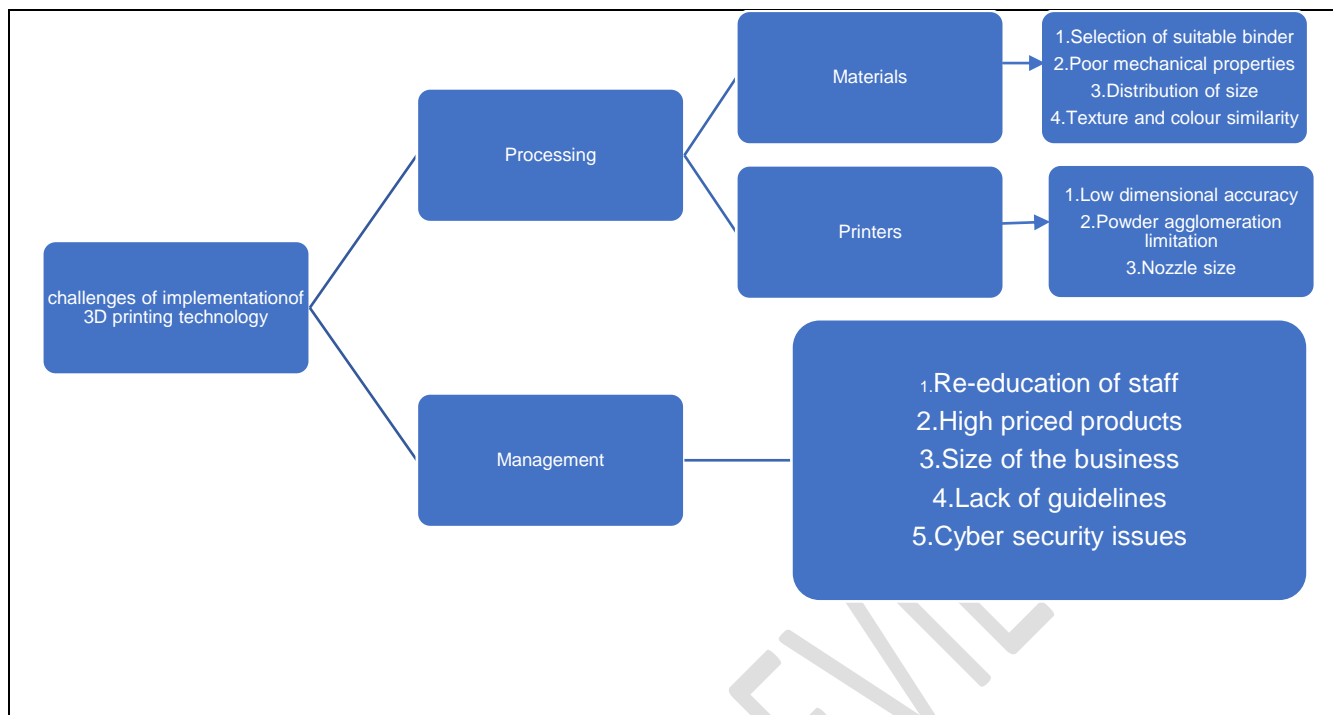 challenges of implementationof
3D printing technology
Processing
Materials
1.Selection of suitable binder
2.Poor mechanical properties
3.Distribution of size
4.Texture and colour similarity
Printers
1.Low dimensional accuracy
2.Powder agglomeration
limitation
3.Nozzle size
Management
1.Re-education of staff
2.High priced products
3.Size of the business
4.Lack of guidelines
5.Cyber security issues